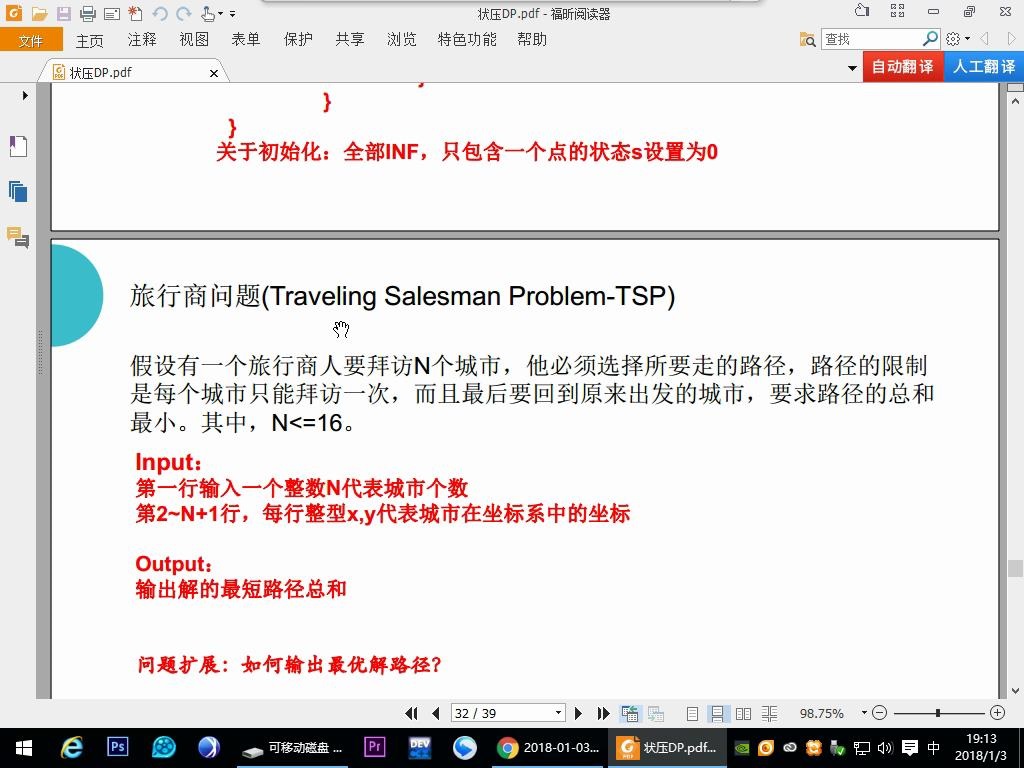 状压DP.pdf - 福昕阅读器
文件 主页 注释 视图 表单 保护 共享 浏览 特色功能 帮助 查找
状压DP.pdf
自动翻译 人工翻译
}
}
关于初始化：全部INF，只包含一个点的状态s设置为0
旅行商问题(Traveling Salesman Problem-TSP)
假设有一个旅行商人要拜访N个城市，他必须选择所要走的路径，路径的限制
是每个城市只能拜访一次，而且最后要回到原来出发的城市，要求路径的总和
最小。其中，N<=16。
Input：
第一行输入一个整数N代表城市个数
第2~N+1行，每行整型x,y代表城市在坐标系中的坐标
Output：
输出解的最短路径总和
问题扩展：如何输出最优解路径？
32 / 39
98.75%
Ps
可移动磁盘 ...
Pr
DEV
2018-01-03...
状压DP.pdf...
中
19:13
2018/1/3